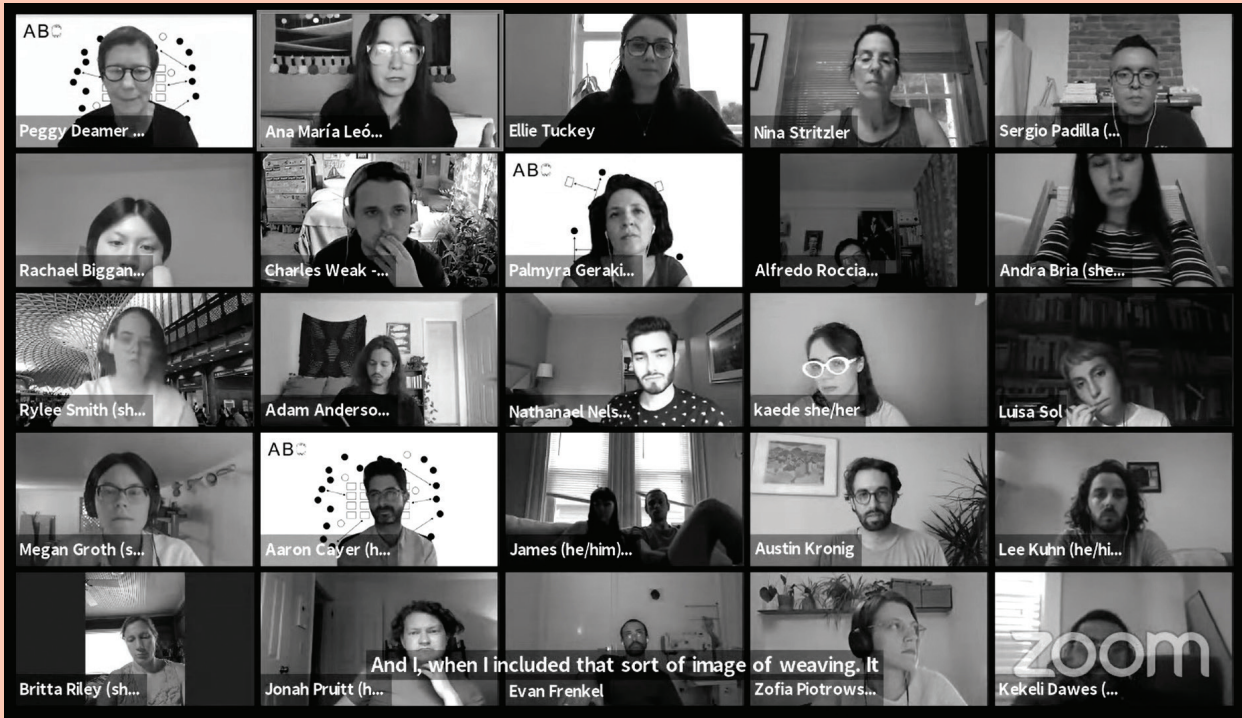 ABC
Peggy Deamer ...
Ana María Leó...
Ellie Tuckey
Nina Stritzler
Sergio Padilla (...
Rachael Biggan...
Charles Weak -...
ABC
Palmyra Geraki...
Alfredo Roccia...
Andra Bria (she...
Rylee Smith (sh...
Adam Anderso...
Nathanael Nels...
kaede she/her
Luisa Sol
Megan Groth (s...
ABC
Aaron Cayer (h...
James (he/him)...
Austin Kronig
Lee Kuhn (he/hi...
Britta Riley (sh...
Jonah Pruitt (h...
And I, when I included that sort of image of weaving. It
Evan Frenkel
Zofia Piotrows...
zoom
Kekeli Dawes (...